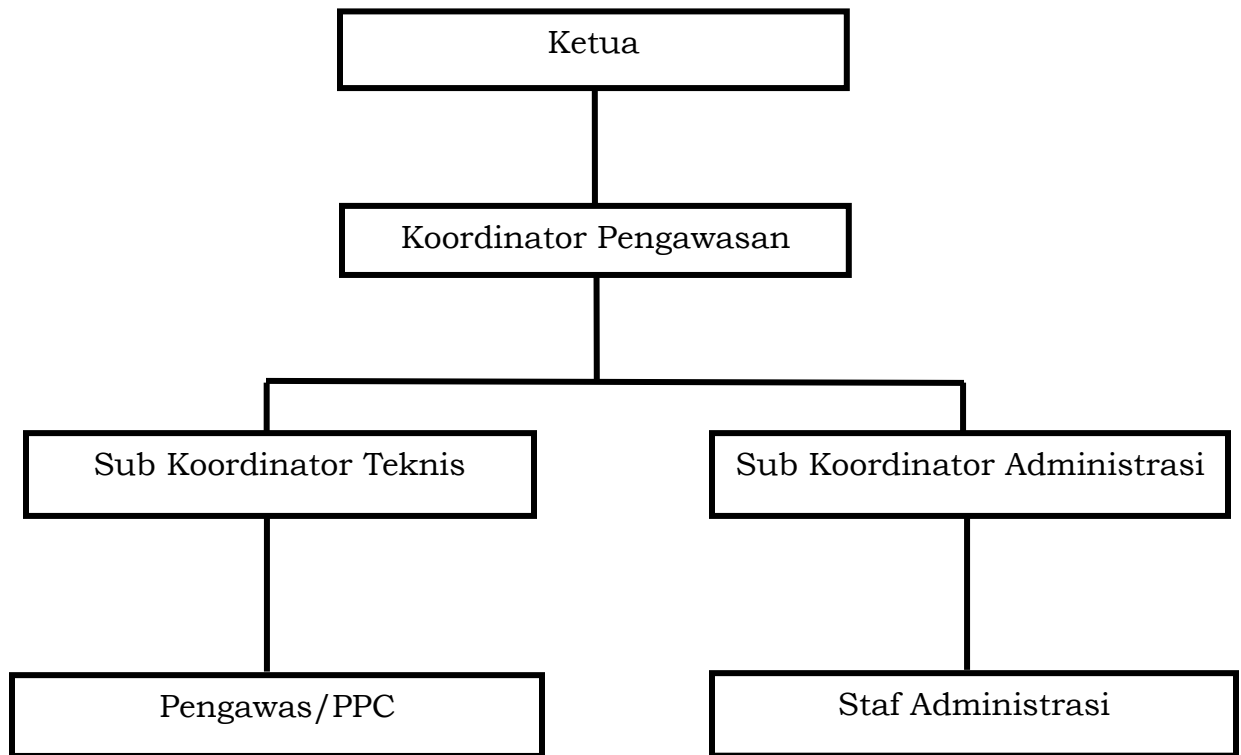 Ketua
Koordinator Pengawasan
Sub Koordinator Teknis
Sub Koordinator Administrasi
Pengawas/PPC
Staf Administrasi